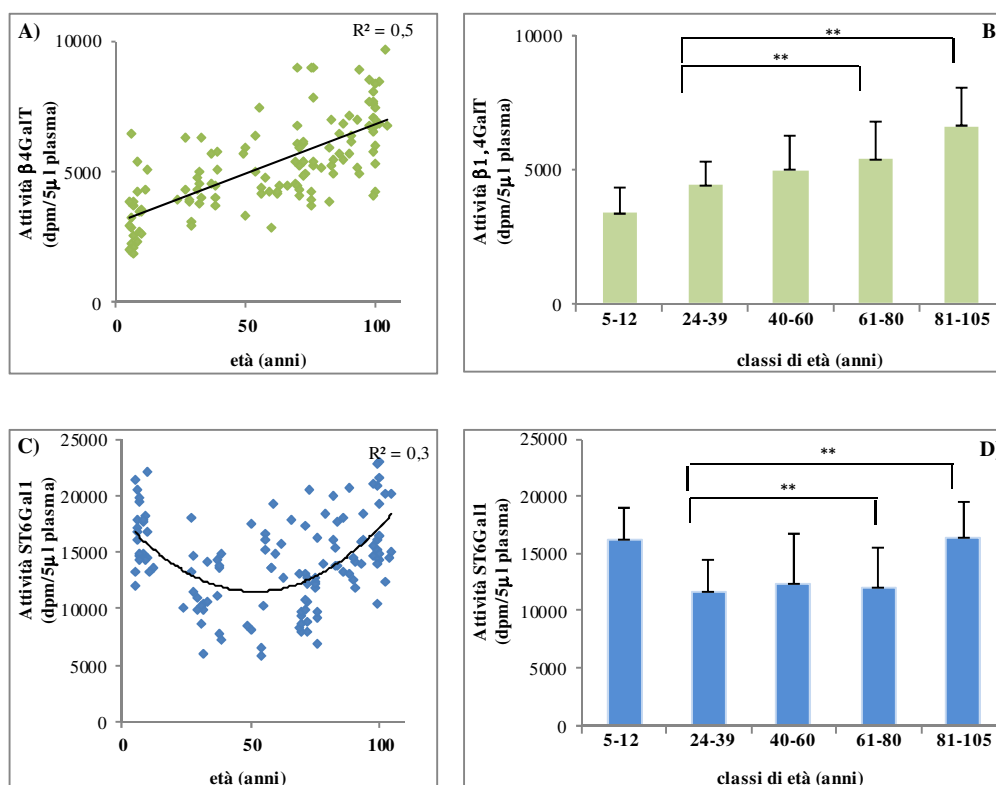 A)
R² = 0,5
Attività β4GalT
(dpm/5µl plasma)
10000
5000
0
0 50 100
età (anni)
B
** 
**
Attività β1,4GalT
(dpm/5µl plasma)
10000
5000
0
5-12 24-39 40-60 61-80 81-105
classi di età (anni)
C)
R² = 0,3
Attività ST6Gal1
(dpm/5µl plasma)
25000
20000
15000
10000
5000
0
0 50 100
età (anni)
D)
**
**
Attività ST6Gal1
(dpm/5µl plasma)
25000
20000
15000
10000
5000
0
5-12 24-39 40-60 61-80 81-105
classi di età (anni)